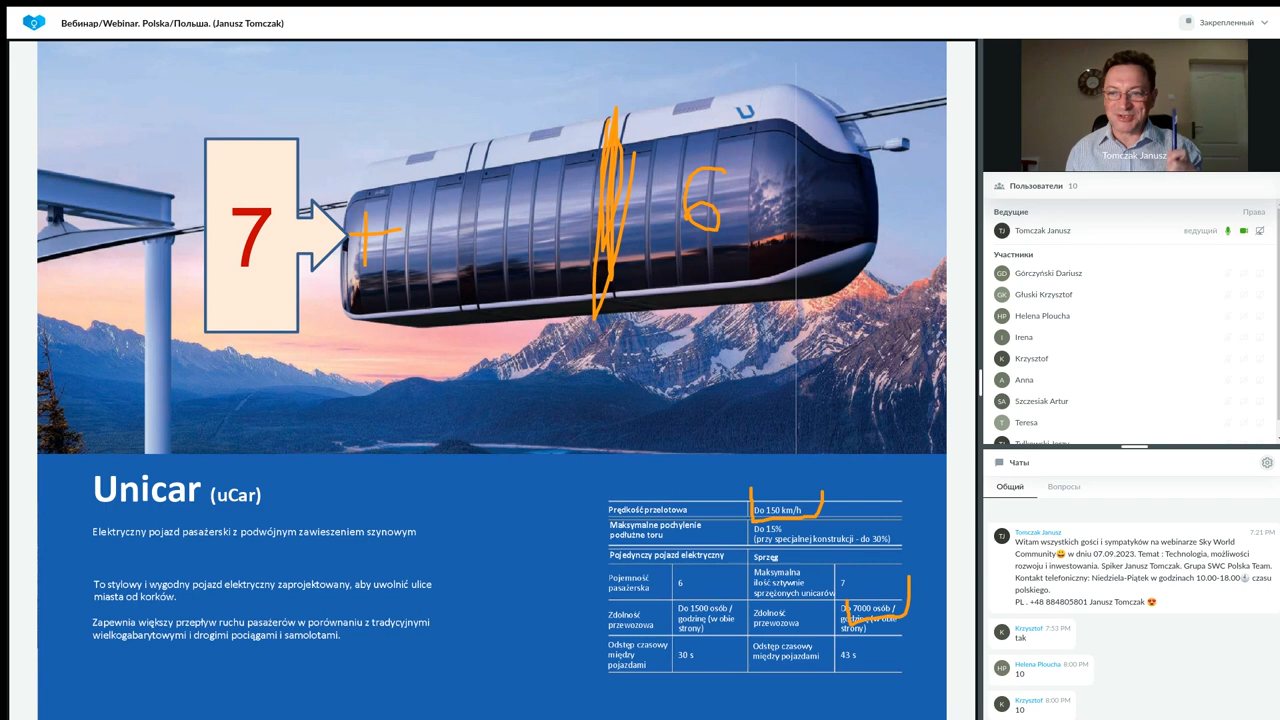 Вебинар/Webinar. Polska/Польша. (Janusz Tomczak)
Закрепленный
7
6
U
Tomczak Janusz
Пользователи 10
Ведущие
Права
TJ Tomczak Janusz ведущий
Участники
GD Górczyński Dariusz
GK Głuski Krzysztof
HP Helena Ploucha
I Irena
K Krzysztof
A Anna
SA Szczesiak Artur
T Teresa
Чаты
Общий Вопросы
TJ Tomczak Janusz 7:21 PM
Witam wszystkich gości i sympatyków na webinarze Sky World
Community😀 w dniu 07.09.2023. Temat : Technologia, możliwości
rozwoju i inwestowania. Spiker Janusz Tomczak. Grupa SWC Polska Team.
Kontakt telefoniczny: Niedziela-Piątek w godzinach 10.00-18.00 czasu
polskiego.
PL . +48 884805801 Janusz Tomczak 😍
K Krzysztof 7:53 PM
tak
HP Helena Ploucha 8:00 PM
10
K Krzysztof 8:00 PM
10
Unicar (uCar)
Elektryczny pojazd pasażerski z podwójnym zawieszeniem szynowym
To stylowy i wygodny pojazd elektryczny zaprojektowany, aby uwolnić ulice
miasta od korków.
Zapewnia większy przepływ ruchu pasażerów w porównaniu z tradycyjnymi
wielkogabarytowymi i drogimi pociągami i samolotami.
Prędkość przelotowa Do 150 km/h
Maksymalne pochylenie
podłużne toru
Do 15%
(przy specjalnej konstrukcji - do 30%)
Pojedynczy pojazd elektryczny Sprzęg
Pojemność
pasażerska
6
Maksymalna
ilość sztywnie
sprzężonych unicarów
7
Zdolność
przewozowa
Do 1500 osób /
godzinę (w obie
strony)
Zdolność
przewozowa
Do 7000 osób /
godzinę (w obie
strony)
Odstęp czasowy
między
pojazdami
30 s
Odstęp czasowy
między pojazdami
43 s